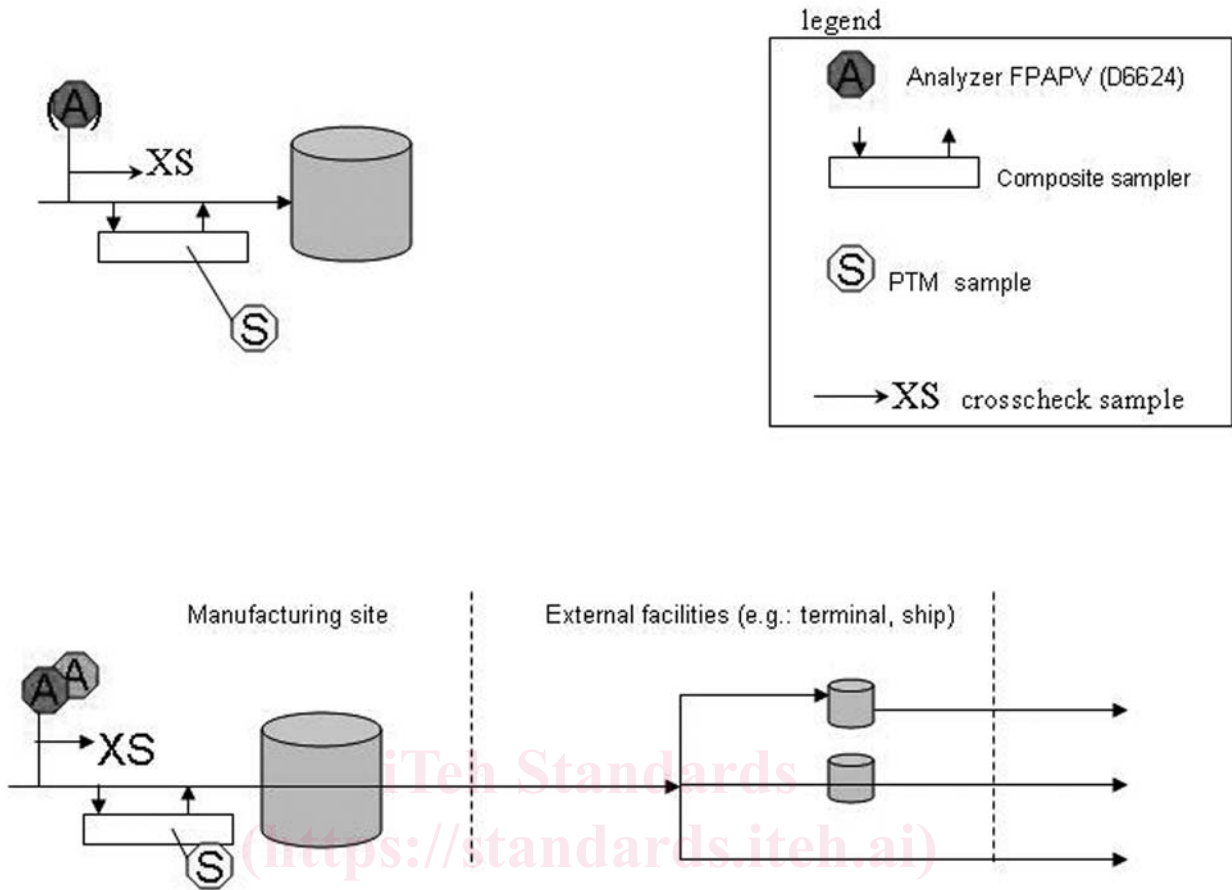 legend
A Analyzer FPAPV (D6624)
(A)
XS
Composite sampler
S PTM sample
S
XS crosscheck sample
Manufacturing site
External facilities (e.g.: terminal, ship)
A A
XS
S
iTeh Standards
(https://standards.iteh.ai)